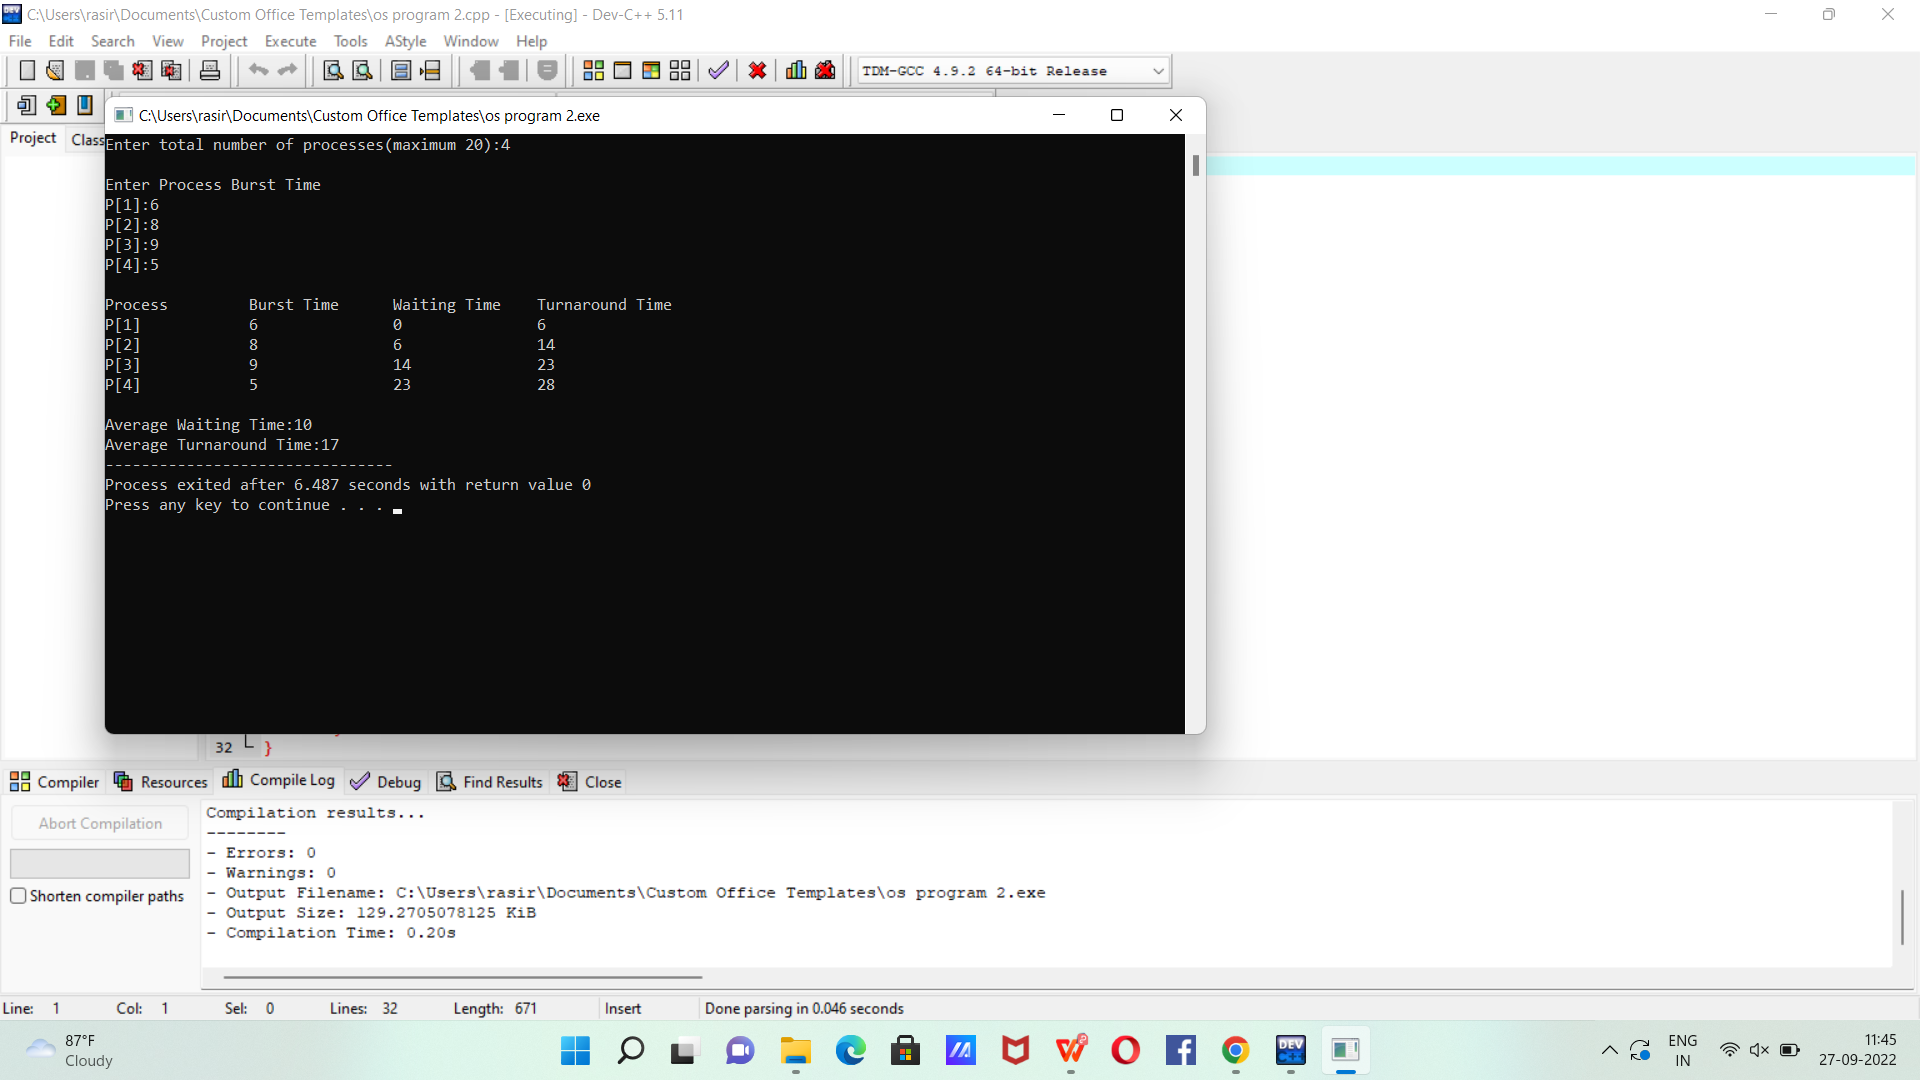 C:\Users\rasir\Documents\Custom Office Templates\os program 2.cpp - [Executing] - Dev-C++ 5.11
File Edit Search View Project Execute Tools AStyle Window Help
TDM-GCC 4.9.2 64-bit Release
C:\Users\rasir\Documents\Custom Office Templates\os program 2.exe
Project Class
Enter total number of processes(maximum 20):4
Enter Process Burst Time
P[1]:6
P[2]:8
P[3]:9
P[4]:5
Process Burst Time Waiting Time Turnaround Time
P[1] 6 0 6
P[2] 8 6 14
P[3] 9 14 23
P[4] 5 23 28
Average Waiting Time:10
Average Turnaround Time:17
--------------------------------
Process exited after 6.487 seconds with return value 0
Press any key to continue . . .
32 }
Compiler Resources Compile Log Debug Find Results Close
Abort Compilation
Shorten compiler paths
Compilation results...
--------
- Errors: 0
- Warnings: 0
- Output Filename: C:\Users\rasir\Documents\Custom Office Templates\os program 2.exe
- Output Size: 129.2705078125 KiB
- Compilation Time: 0.20s
Line: 1 Col: 1 Sel: 0 Lines: 32 Length: 671 Insert Done parsing in 0.046 seconds
87°F
Cloudy
DEV
C++
ENG
IN
11:45
27-09-2022